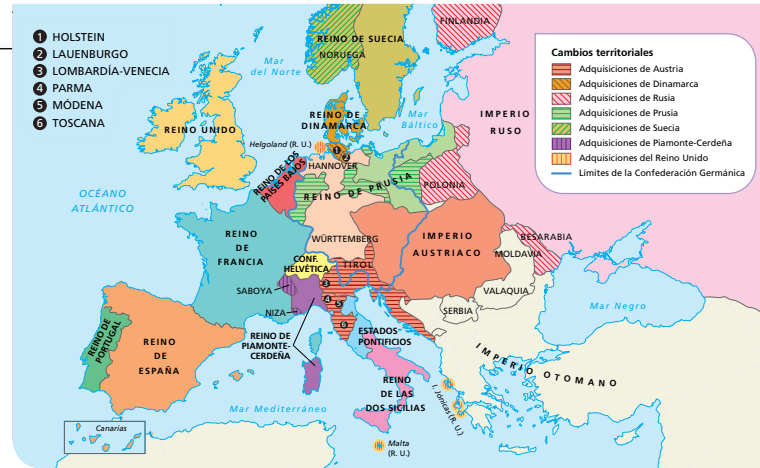 1 HOLSTEIN
2 LAUENBURGO
3 LOMBARDÍA-VENECIA
4 PARMA
5 MÓDENA
6 TOSCANA
Cambios territoriales
Adquisiciones de Austria
Adquisiciones de Dinamarca
Adquisiciones de Rusia
Adquisiciones de Prusia
Adquisiciones de Suecia
Adquisiciones de Piamonte-Cerdeña
Adquisiciones del Reino Unido
Límites de la Confederación Germánica
FINLANDIA
REINO DE SUECIA
NORUEGA
Mar
del Norte
REINO UNIDO
REINO DE
DINAMARCA
Mar
Báltico
IMPERIO
RUSO
Helgoland (R. U.)
1
2
HANNOVER
REINO DE LOS
PAÍSES BAJOS
REINO DE PRUSIA
POLONIA
OCÉANO
ATLÁNTICO
REINO
DE
FRANCIA
WÜRTTEMBERG
IMPERIO
AUSTRIACO
BESARABIA
MOLDAVIA
CONF.
HELVÉTICA
TIROL
SABOYA
3
4
5
6
VALAQUIA
NIZA
SERBIA
Mar Negro
REINO DE
PORTUGAL
REINO
DE
ESPAÑA
REINO DE
PIAMONTE-
CERDEÑA
ESTADOS
PONTIFICIOS
IMPERIO OTOMANO
REINO
DE LAS
DOS SICILIAS
I. Jónicas (R. U.)
Mar Mediterráneo
Canarias
Malta
(R. U.)